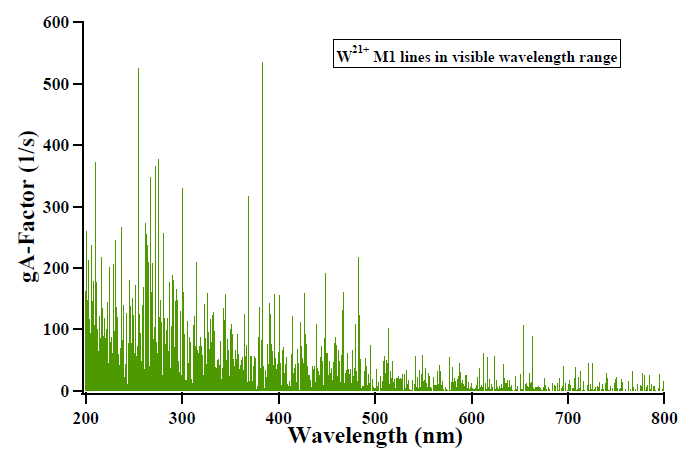 600
W21+ M1 lines in visible wavelength range
500
400
300
200
100
0
gA-Factor (1/s)
200 300 400 500 600 700 800
Wavelength (nm)